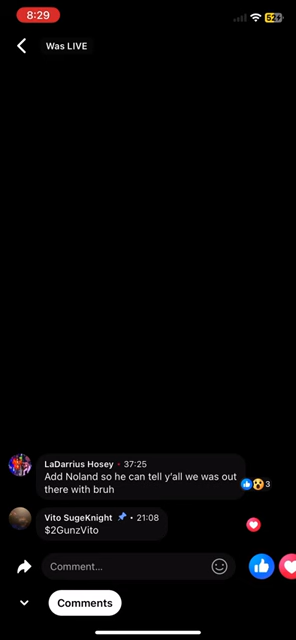 8:29
52
Was LIVE
LaDarrius Hosey • 37:25
Add Noland so he can tell y'all we was out
there with bruh
3
Vito SugeKnight • 21:08
$2GunzVito
Comment...
Comments